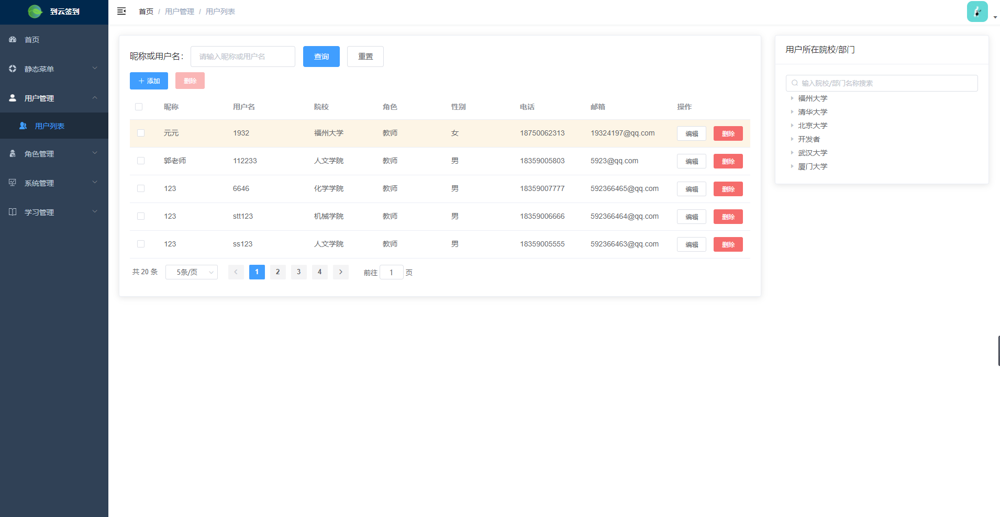 到云签到
首页 / 用户管理 / 用户列表
首页
静态菜单
用户管理
用户列表
角色管理
系统管理
学习管理
昵称或用户名： 请输入昵称或用户名 查询 重置
添加 删除
昵称 用户名 院校 角色 性别 电话 邮箱 操作
元元 1932 福州大学 教师 女 18750062313 19324197@qq.com 编辑 删除
郭老师 112233 人文学院 教师 男 18359005803 5923@qq.com 编辑 删除
123 6646 化学学院 教师 男 18359007777 592366465@qq.com 编辑 删除
123 stt123 机械学院 教师 男 18359006666 592366464@qq.com 编辑 删除
123 ss123 人文学院 教师 男 18359005555 592366463@qq.com 编辑 删除
共 20 条 5条/页 1 2 3 4 前往 1 页
用户所在院校/部门
输入院校/部门名称搜索
福州大学
清华大学
北京大学
开发者
武汉大学
厦门大学